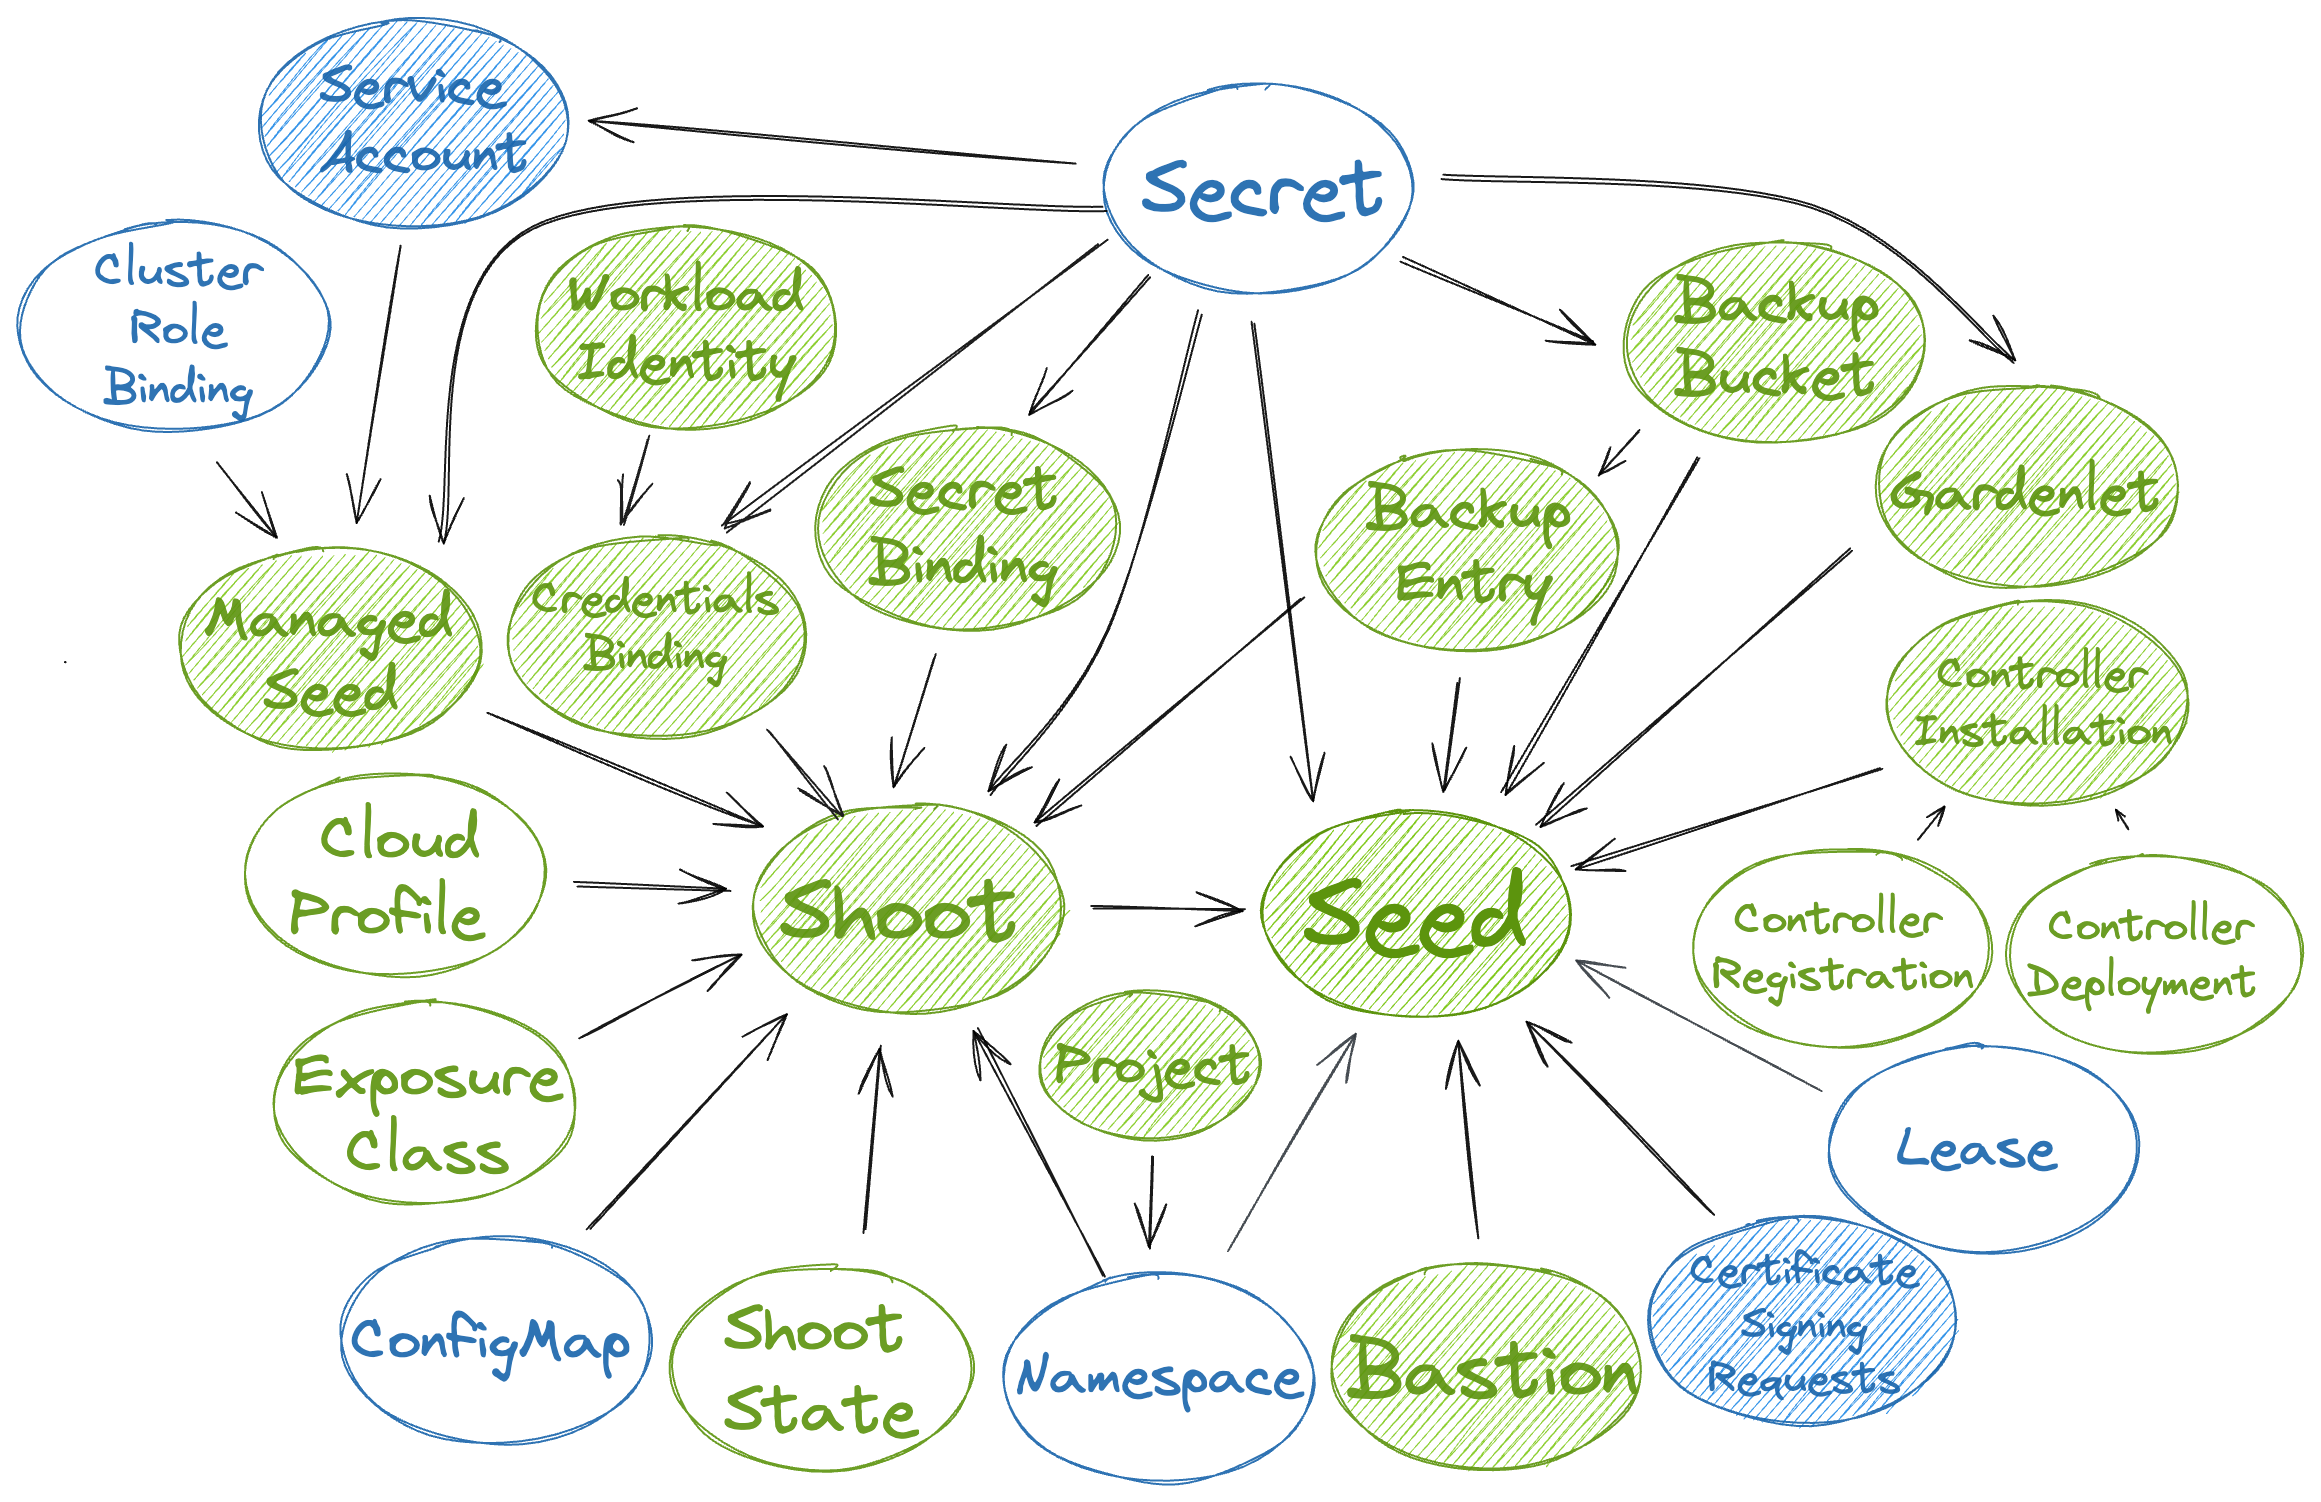 Service
Account
Secret
Cluster
Role
Binding
Workload
Identity
Backup
Bucket
Gardenlet
Secret
Binding
Backup
Entry
Managed
Seed
Credentials
Binding
Controller
Installation
Cloud
Profile
Shoot
Seed
Controller
Registration
Controller
Deployment
Exposure
Class
Project
Lease
ConfigMap
Shoot
State
Namespace
Bastion
Certificate
Signing
Requests